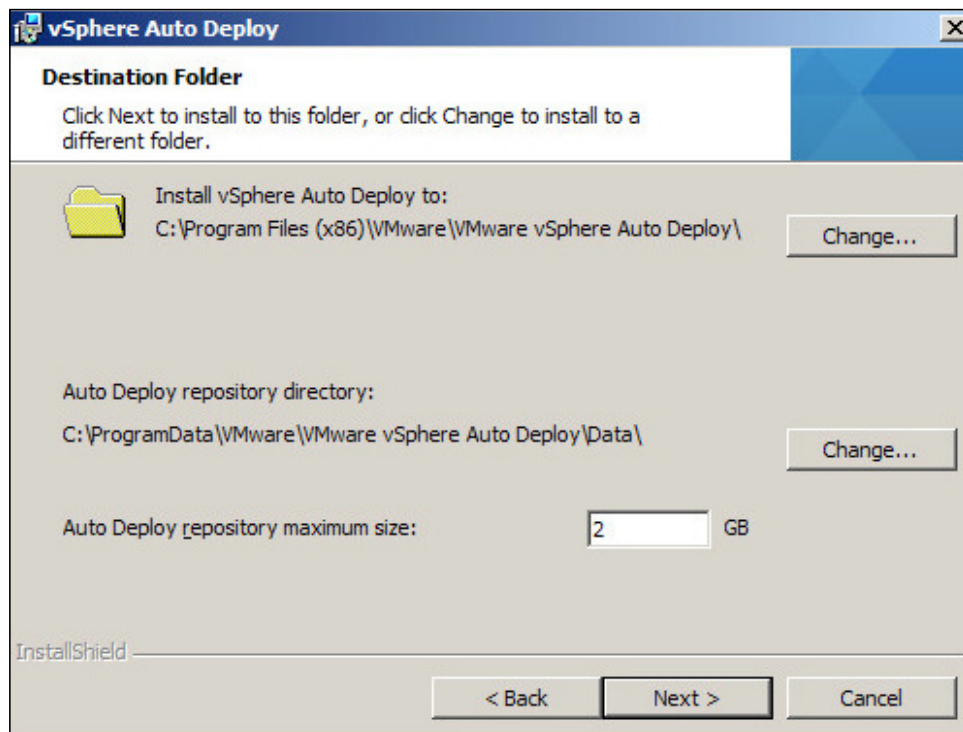 vSphere Auto Deploy
Destination Folder
Click Next to install to this folder, or click Change to install to a
different folder.
Install vSphere Auto Deploy to:
C:\Program Files (x86)\VMware\VMware vSphere Auto Deploy\
Change...
Auto Deploy repository directory:
C:\ProgramData\VMware\VMware vSphere Auto Deploy\Data\
Change...
Auto Deploy repository maximum size:
2 GB
InstallShield
< Back
Next >
Cancel